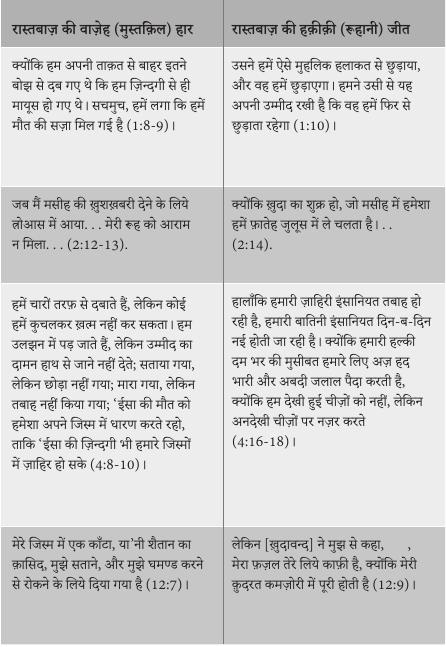 रास्तबाज़ की वाज़ेह (मुस्तक़िल) हार
रास्तबाज़ की हक़ीक़ी (रूहानी) जीत
क्योंकि हम अपनी ताक़त से बाहर इतने
बोझ से दब गए थे कि हम ज़िन्दगी से ही
मायूस हो गए थे। सचमुच, हमें लगा कि हमें
मौत की सज़ा मिल गई है (1:8-9)।
उसने हमें ऐसे मुहलिक हलाकत से छुड़ाया,
और वह हमें छुड़ाएगा। हमने उसी से यह
अपनी उम्मीद रखी है कि वह हमें फिर से
छुड़ाता रहेगा (1:10)।
जब मैं मसीह की ख़ुशख़बरी देने के लिये
त्रोआस में आया. . . मेरी रूह को आराम
न मिला. . . (2:12-13).
क्योंकि ख़ुदा का शुक्र हो, जो मसीह में हमेशा
हमें फ़ातेह जुलूस में ले चलता है। . .
(2:14).
हमें चारों तरफ़ से दबाते हैं, लेकिन कोई
हमें कुचलकर ख़त्म नहीं कर सकता। हम
उलझन में पड़ जाते हैं, लेकिन उम्मीद का
दामन हाथ से जाने नहीं देते; सताया गया,
लेकिन छोड़ा नहीं गया; मारा गया, लेकिन
तबाह नहीं किया गया; ‘ईसा की मौत को
हमेशा अपने जिस्म में धारण करते रहो,
ताकि ‘ईसा की ज़िन्दगी भी हमारे जिस्मों
में ज़ाहिर हो सके (4:8-10)।
हालाँकि हमारी ज़ाहिरी इंसानियत तबाह हो
रही है, हमारी बातिनी इंसानियत दिन-ब-दिन
नई होती जा रही है। क्योंकि हमारी हल्की
दम भर की मुसीबत हमारे लिए अज़ हद
भारी और अबदी जलाल पैदा करती है,
क्योंकि हम देखी हुई चीज़ों को नहीं, लेकिन
अनदेखी चीज़ों पर नज़र करते
(4:16-18)।
मेरे जिस्म में एक काँटा, या’नी शैतान का
क़ासिद, मुझे सताने, और मुझे घमण्ड करने
से रोकने के लिये दिया गया है (12:7)।
लेकिन [ख़ुदावन्द] ने मुझ से कहा, ,
मेरा फ़ज़ल तेरे लिये काफ़ी है, क्योंकि मेरी
क़ुदरत कमज़ोरी में पूरी होती है (12:9)।